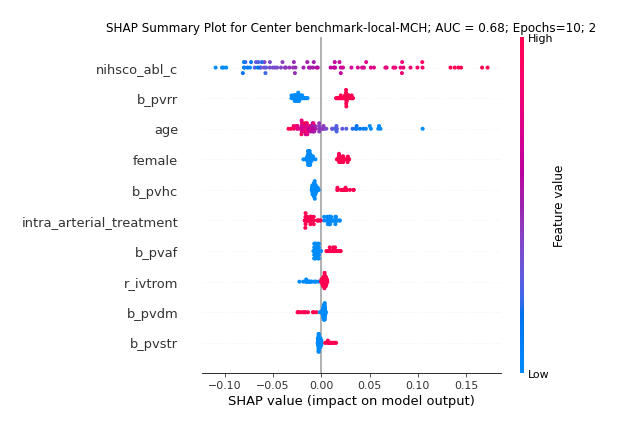 SHAP Summary Plot for Center benchmark-local-MCH; AUC = 0.68; Epochs=10; 2
High
nihsco_abl_c
b_pvrr
age
female
b_pvhc
intra_arterial_treatment
b_pvaf
r_ivtrom
b_pvdm
b_pvstr
Feature value
Low
−0.10 −0.05 0.00 0.05 0.10 0.15
SHAP value (impact on model output)